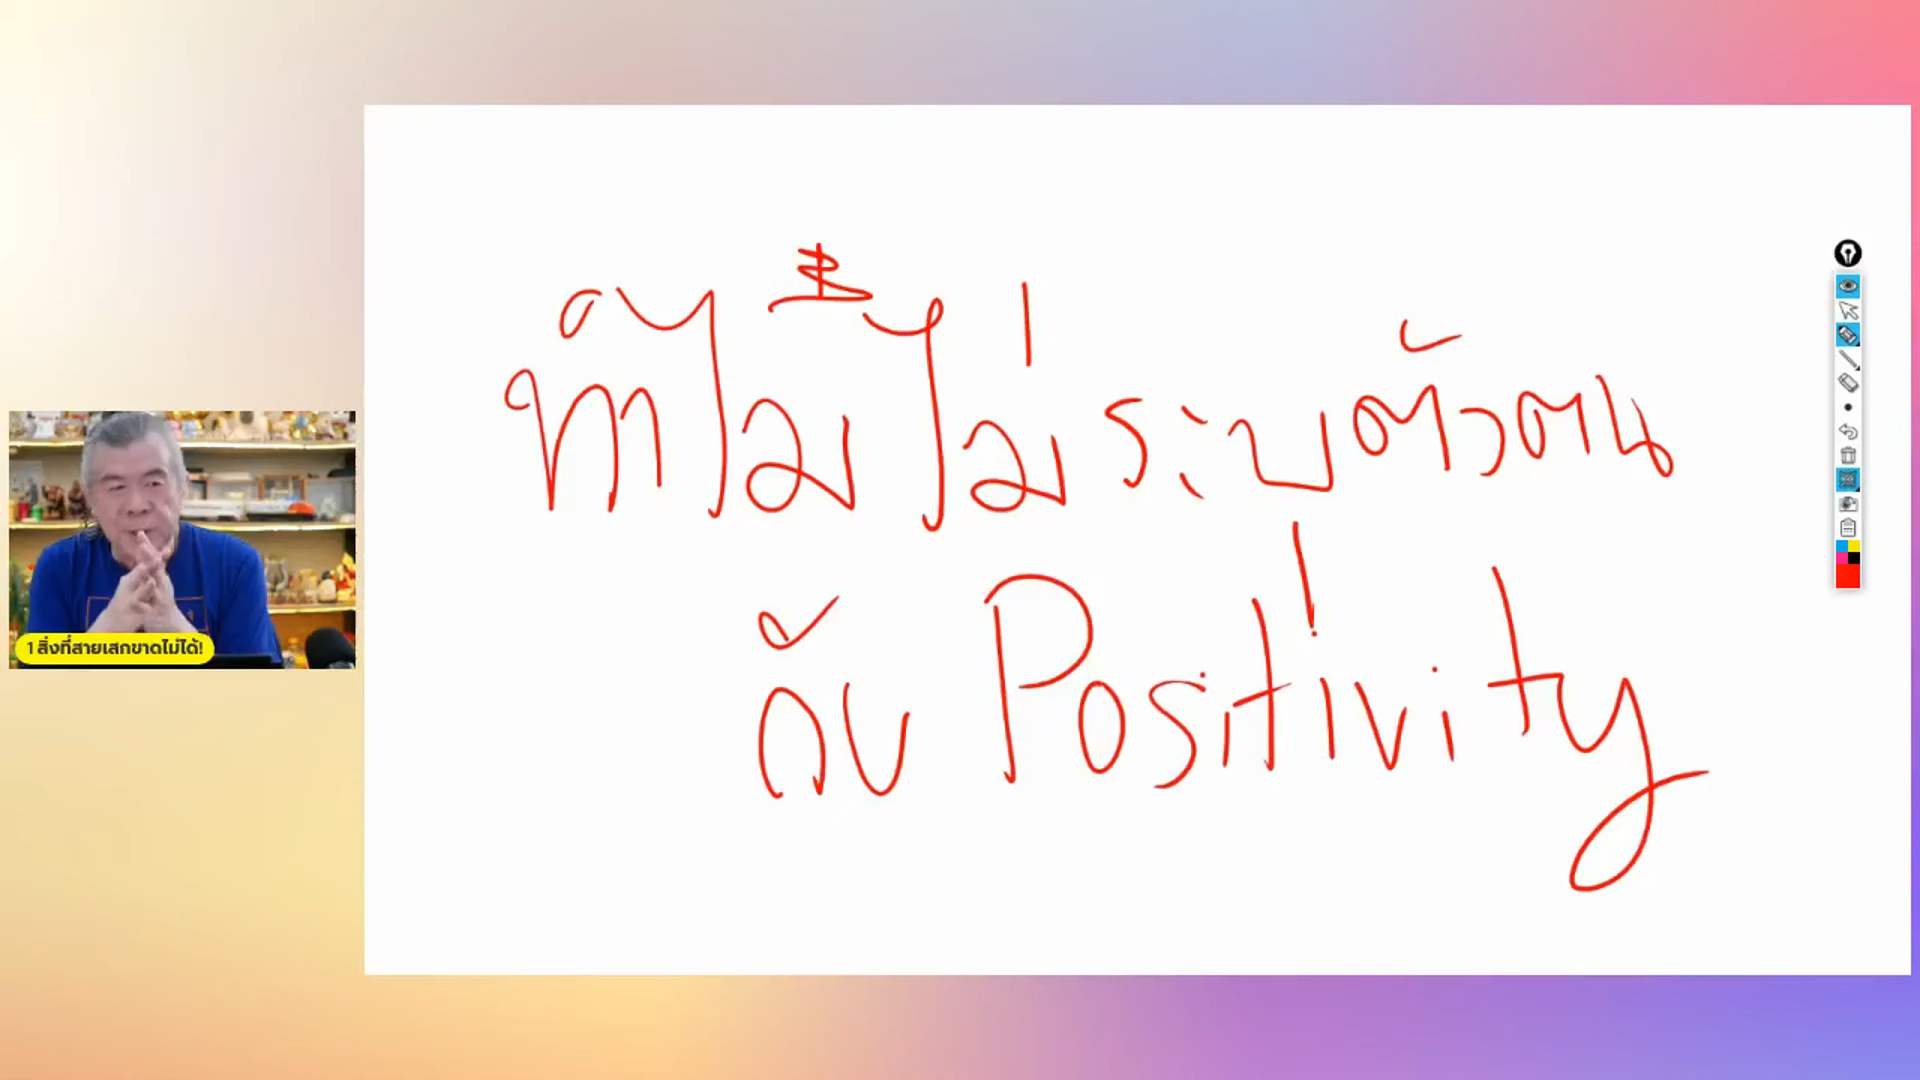 ทำไมไม่ระบุตัวตน
กับ Positivity
1 สิ่งที่สายเสกขาดไม่ได้!